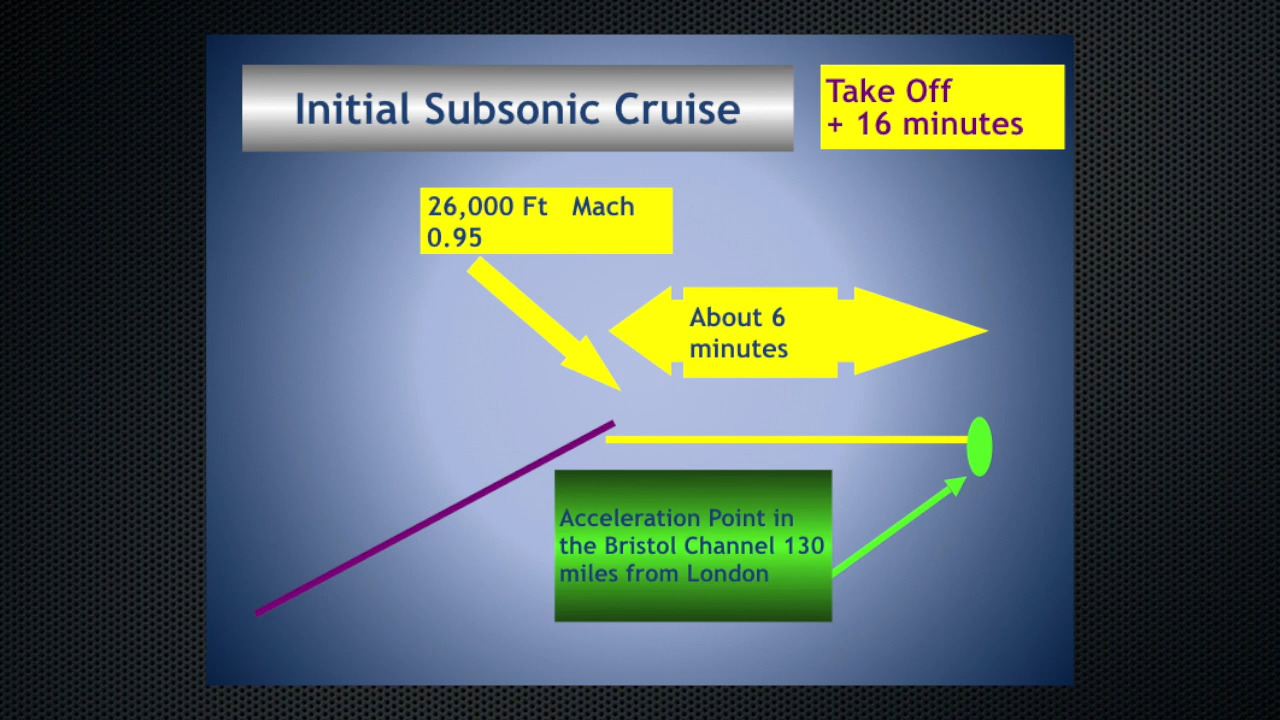 Initial Subsonic Cruise
Take Off
+ 16 minutes
26,000 Ft   Mach
0.95
About 6
minutes
Acceleration Point in
the Bristol Channel 130
miles from London